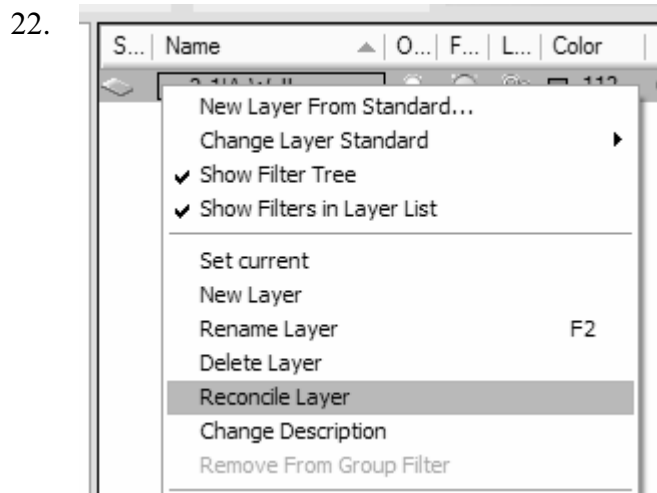 22.
S... Name O... F... L... Color
New Layer From Standard...
Change Layer Standard
Show Filter Tree
Show Filters in Layer List
Set current
New Layer
Rename Layer F2
Delete Layer
Reconcile Layer
Change Description
Remove From Group Filter